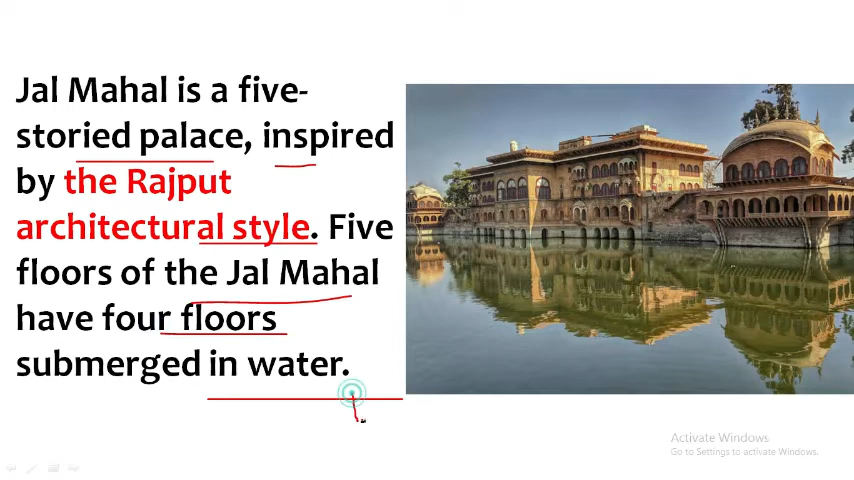 Jal Mahal is a five-
storied palace, inspired
by the Rajput
architectural style. Five
floors of the Jal Mahal
have four floors
submerged in water.
Activate Windows
Go to Settings to activate Windows.